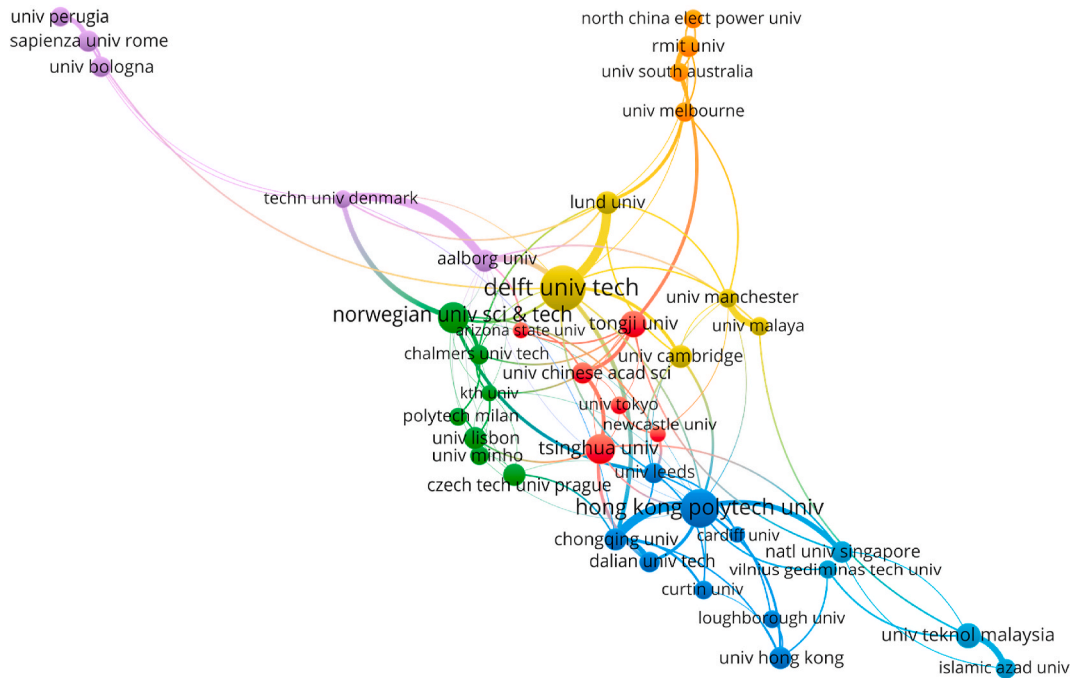 univ perugia
north china elect power univ
sapienza univ rome
rmit univ
univ bologna
univ south australia
univ melbourne
techn univ denmark
lund univ
aalborg univ
delft univ tech
univ manchester
norwegian univ sci & tech
tongji univ
univ malaya
arizona state univ
chalmers univ tech
univ cambridge
univ chinese acad sci
kth univ
univ tokyo
polytech milan
newcastle univ
univ lisbon
tsinghua univ
univ minho
univ leeds
czech tech univ prague
hong kong polytech univ
cardiff univ
chongqing univ
natl univ singapore
dalian univ tech
vilnius gediminas tech univ
curtin univ
loughborough univ
univ teknol malaysia
univ hong kong
islamic azad univ